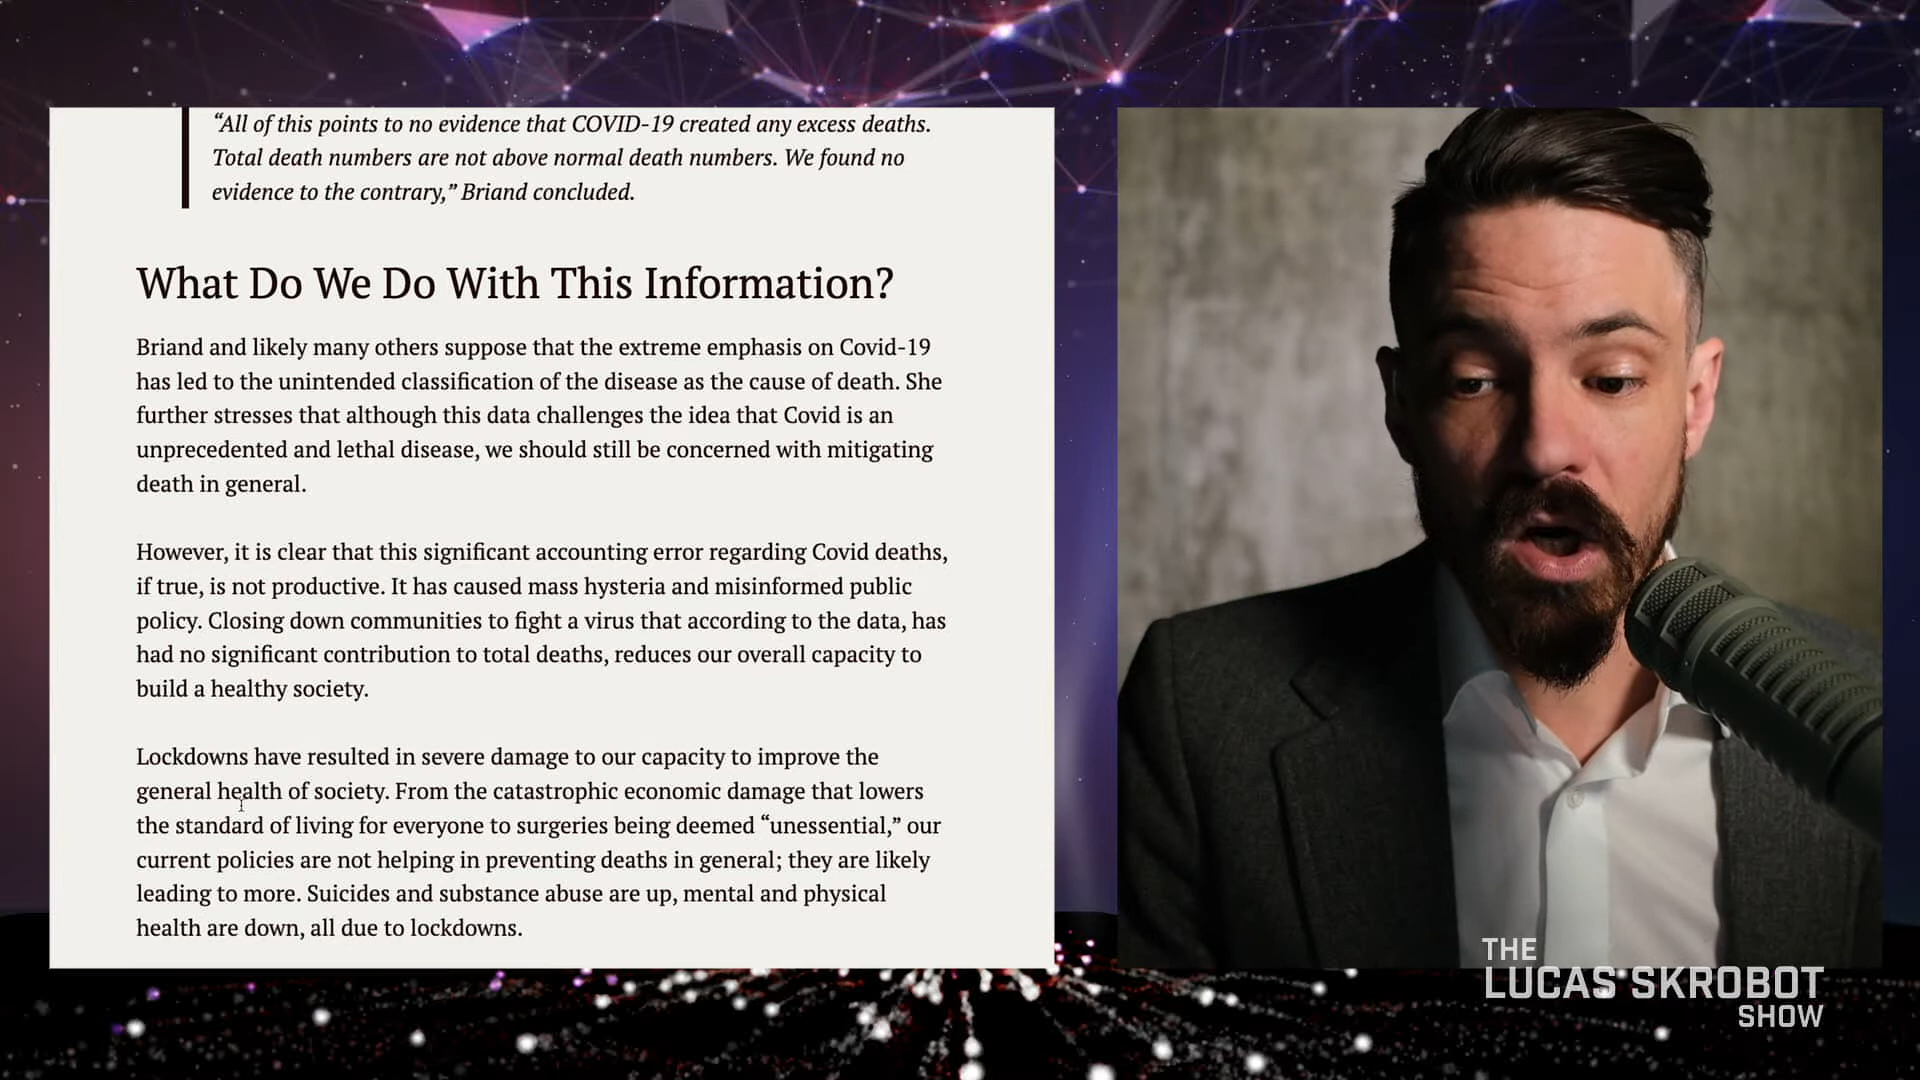 “All of this points to no evidence that COVID-19 created any excess deaths.
Total death numbers are not above normal death numbers. We found no
evidence to the contrary,” Briand concluded.
What Do We Do With This Information?
Briand and likely many others suppose that the extreme emphasis on Covid-19
has led to the unintended classification of the disease as the cause of death. She
further stresses that although this data challenges the idea that Covid is an
unprecedented and lethal disease, we should still be concerned with mitigating
death in general.
However, it is clear that this significant accounting error regarding Covid deaths,
if true, is not productive. It has caused mass hysteria and misinformed public
policy. Closing down communities to fight a virus that according to the data, has
had no significant contribution to total deaths, reduces our overall capacity to
build a healthy society.
Lockdowns have resulted in severe damage to our capacity to improve the
general health of society. From the catastrophic economic damage that lowers
the standard of living for everyone to surgeries being deemed “unessential,” our
current policies are not helping in preventing deaths in general; they are likely
leading to more. Suicides and substance abuse are up, mental and physical
health are down, all due to lockdowns.
THE
LUCAS SKROBOT
SHOW